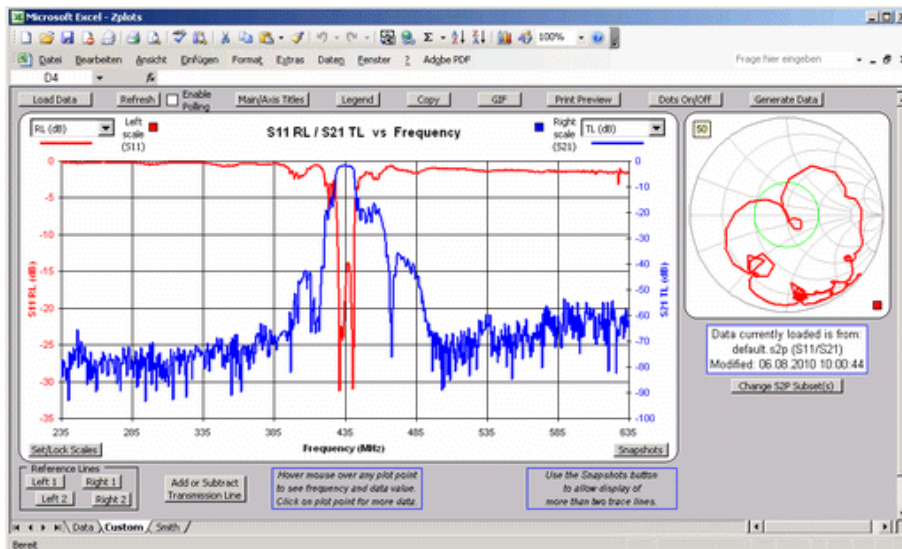 Microsoft Excel - Zplots
100%
Datei Bearbeiten Ansicht Einfügen Format Extras Daten Fenster ? Adobe PDF Frage hier eingeben
D4 fx
Load Data Refresh Enable Polling Main/Axis Titles Legend Copy GIF Print Preview Dots On/Off Generate Data
RL (dB) Left scale (S11) S11 RL / S21 TL vs Frequency Right scale (S21) TL (dB)
50
0 0
-5 -10
-10 -20
-15 -30
-20 -40
-25 -50
-30 -60
-35 -70
-80
-90
-100
S11 RL (dB)
S21 TL (dB)
235 285 335 385 435 485 535 585 635
Frequency (MHz)
Set/Lock Scales Snapshots
Data currently loaded is from:
default.s2p (S11/S21)
Modified: 06.08.2010 10:00:44
Change S2P Subset(s)
Reference Lines
Left 1 Right 1
Left 2 Right 2
Add or Subtract
Transmission Line
Hover mouse over any plot point
to see frequency and data value.
Click on plot point for more data.
Use the Snapshots button
to allow display of
more than two trace lines.
Data Custom Smith
Bereit